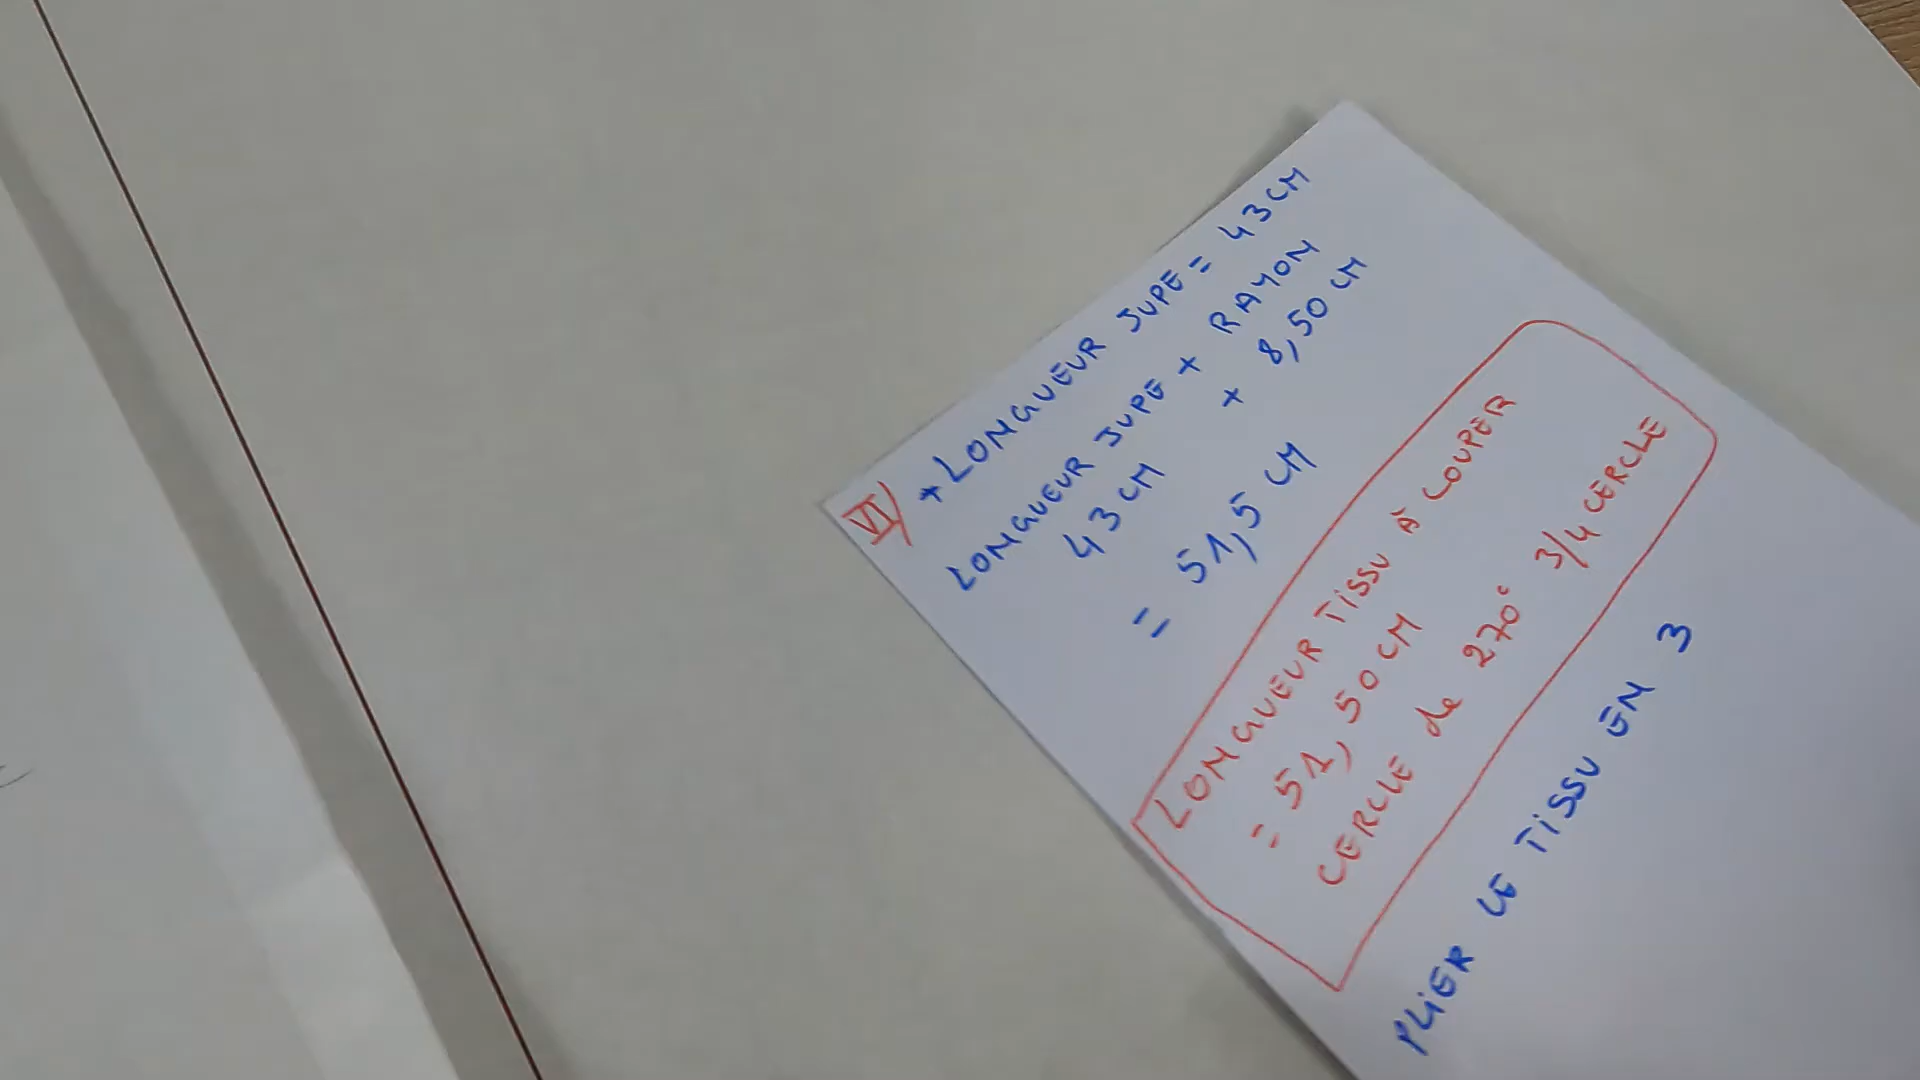 VI) + LONGUEUR JUPE = 43 CM
LONGUEUR JUPE + RAYON
43 CM + 8,50 CM
= 51,5 CM
LONGUEUR TISSU À COUPER
= 51,50 CM
CERCLE de 270° 3/4 CERCLE
PLIER LE TISSU EN 3